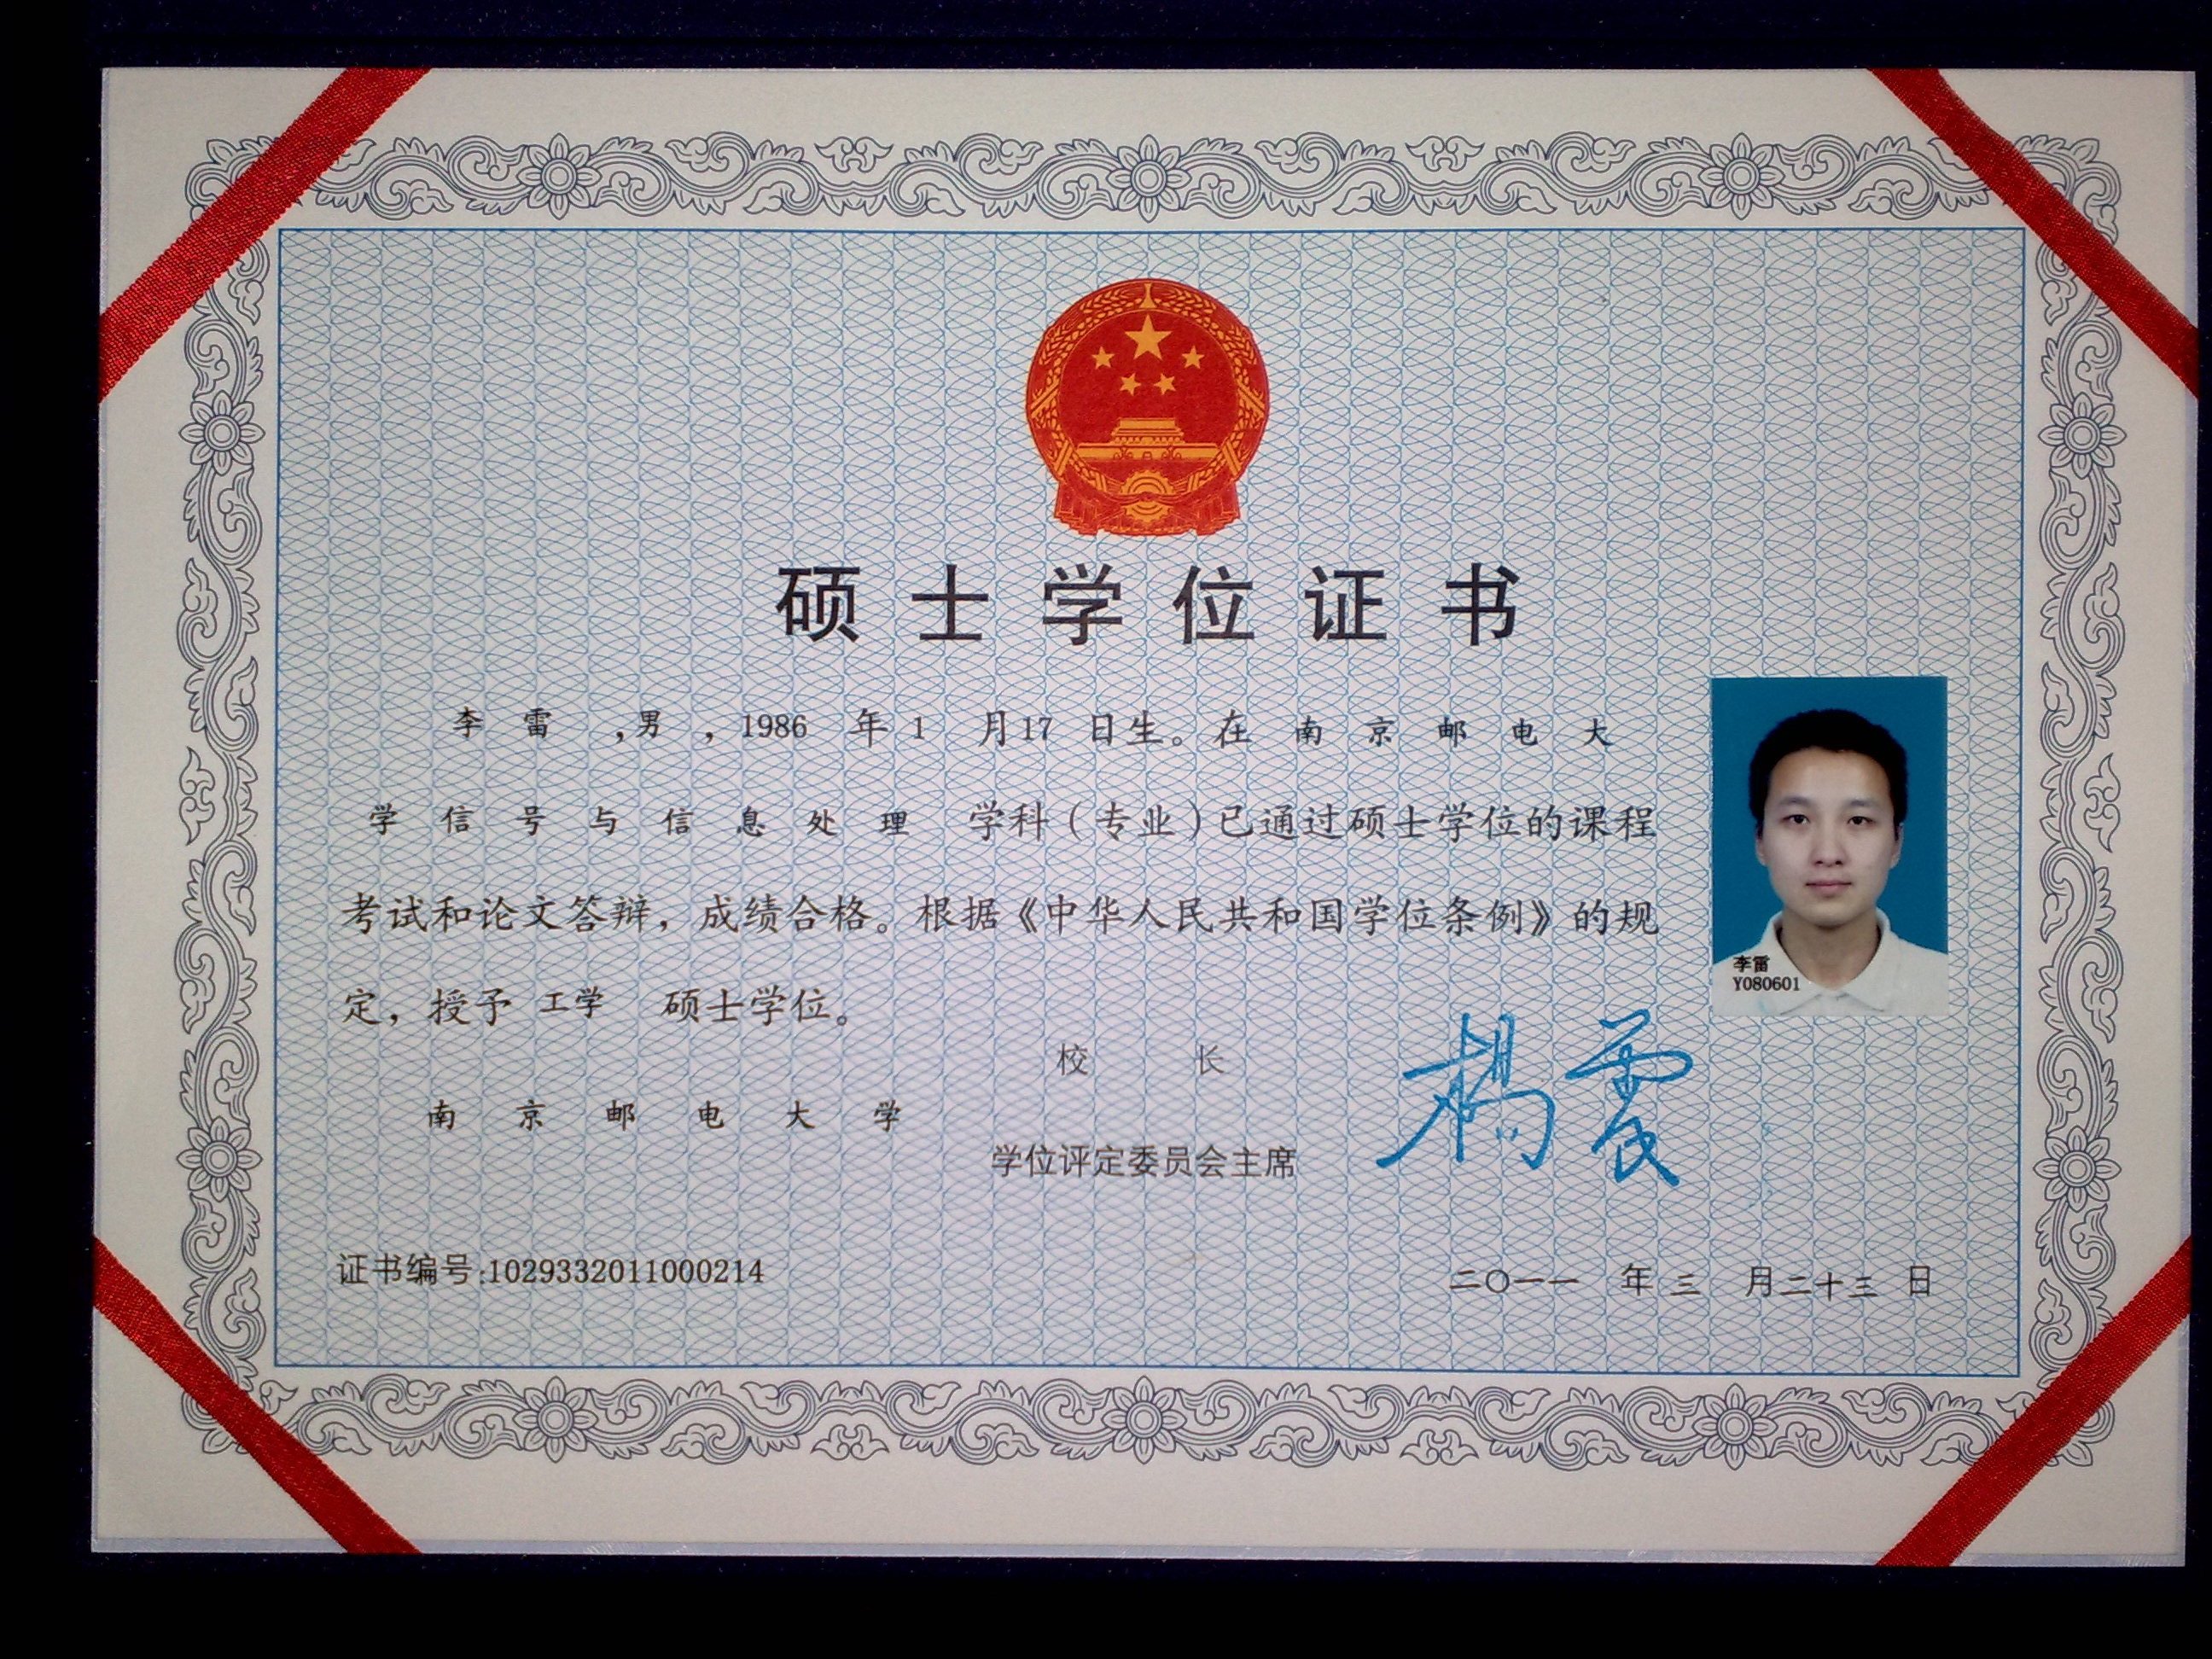 硕士学位证书
李雷,男,1986年1月17日生。在南京邮电大
学信号与信息处理学科(专业)已通过硕士学位的课程
考试和论文答辩,成绩合格。根据《中华人民共和国学位条例》的规
定,授予工学硕士学位。
李雷
Y080601
校长
南京邮电大学
学位评定委员会主席
杨震
证书编号:1029332011000214
二〇一一年三月二十三日